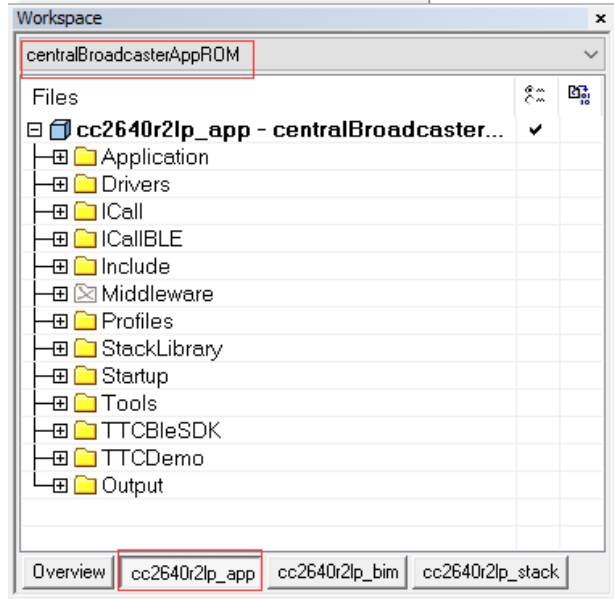 Workspace
centralBroadcasterAppROM
Files
cc2640r2lp_app - centralBroadcaster...
Application
Drivers
ICall
ICallBLE
Include
Middleware
Profiles
StackLibrary
Startup
Tools
TTCBleSDK
TTCDemo
Output
Overview cc2640r2lp_app cc2640r2lp_bim cc2640r2lp_stack